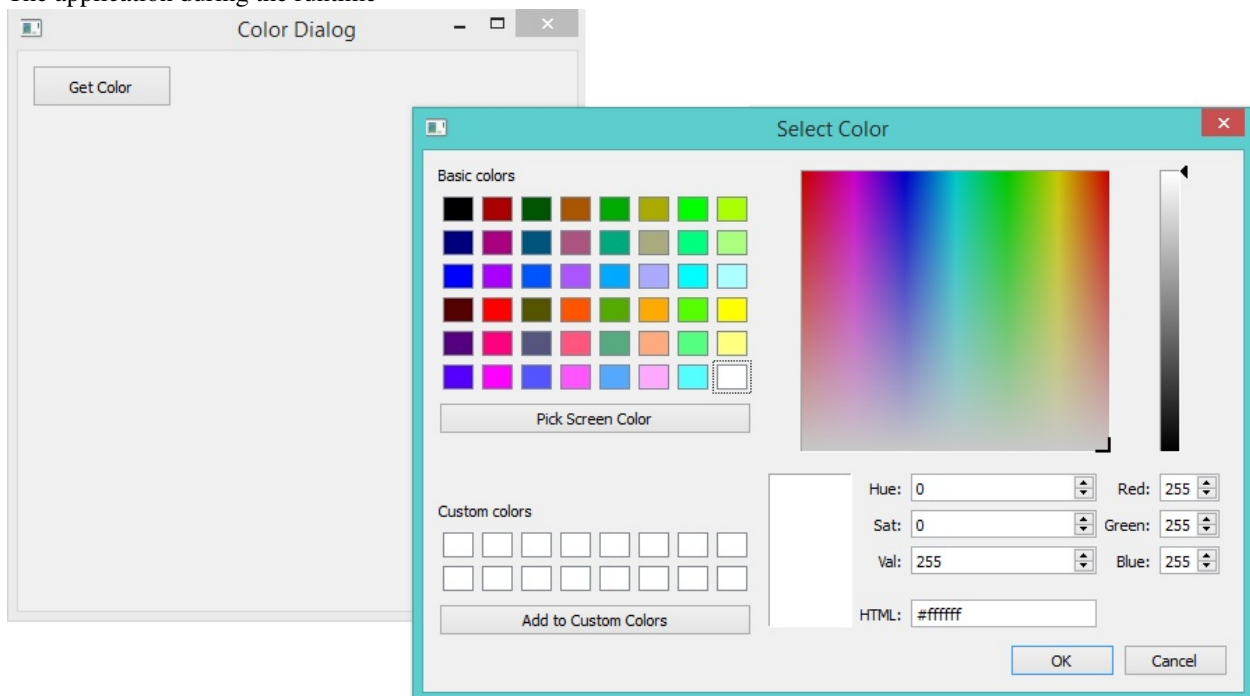 The application during the runtime
Color Dialog
Get Color
Select Color
Basic colors
Pick Screen Color
Custom colors
Add to Custom Colors
Hue: 0 Red: 255
Sat: 0 Green: 255
Val: 255 Blue: 255
HTML: #ffffff
OK Cancel